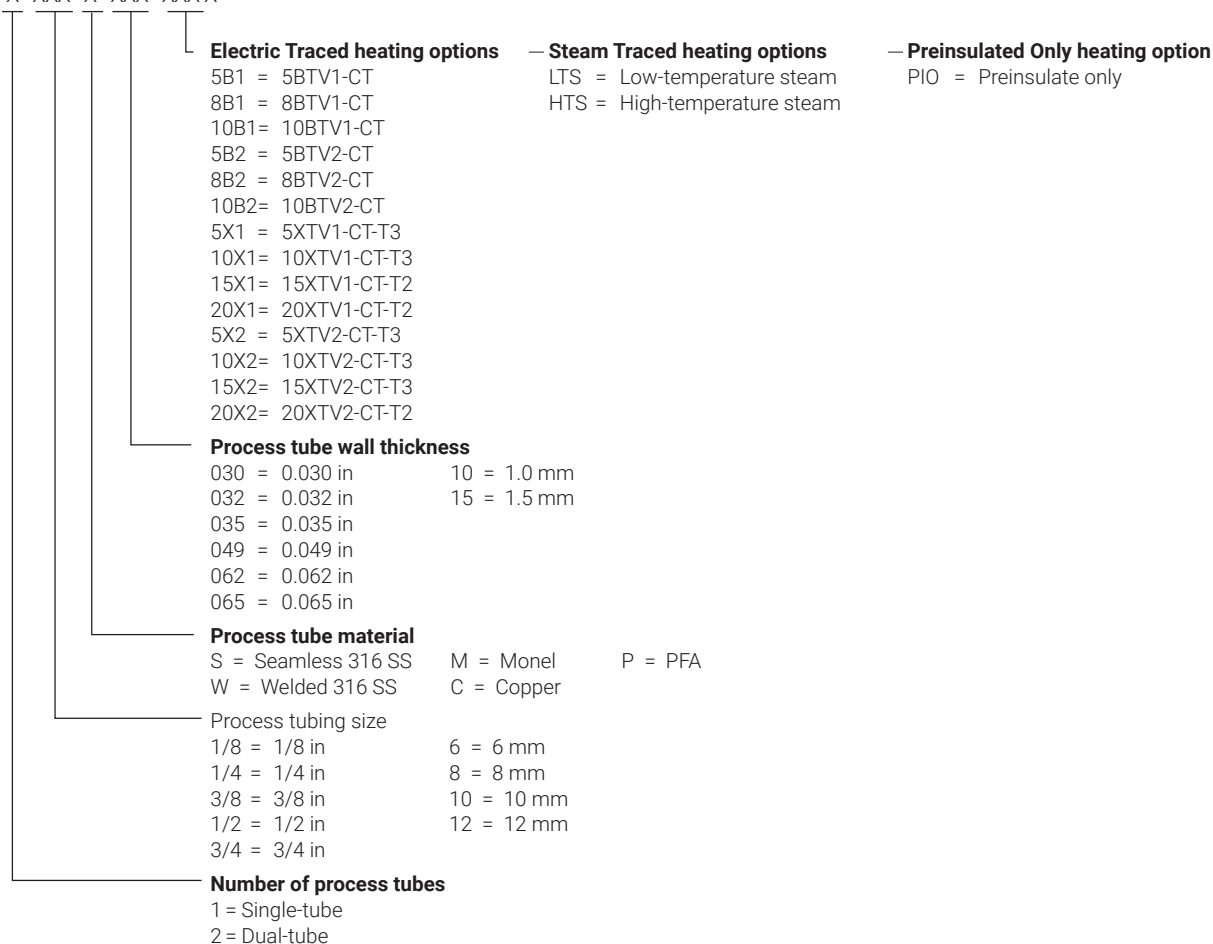 Electric Traced heating options
5B1 = 5BTV1-CT
8B1 = 8BTV1-CT
10B1= 10BTV1-CT
5B2 = 5BTV2-CT
8B2 = 8BTV2-CT
10B2= 10BTV2-CT
5X1 = 5XTV1-CT-T3
10X1= 10XTV1-CT-T3
15X1= 15XTV1-CT-T2
20X1= 20XTV1-CT-T2
5X2 = 5XTV2-CT-T3
10X2= 10XTV2-CT-T3
15X2= 15XTV2-CT-T3
20X2= 20XTV2-CT-T2
Steam Traced heating options
LTS = Low-temperature steam
HTS = High-temperature steam
Preinsulated Only heating option
PIO = Preinsulate only
Process tube wall thickness
030 = 0.030 in
032 = 0.032 in
035 = 0.035 in
049 = 0.049 in
062 = 0.062 in
065 = 0.065 in
10 = 1.0 mm
15 = 1.5 mm
Process tube material
S = Seamless 316 SS
W = Welded 316 SS
M = Monel
C = Copper
P = PFA
Process tubing size
1/8 = 1/8 in
1/4 = 1/4 in
3/8 = 3/8 in
1/2 = 1/2 in
3/4 = 3/4 in
6 = 6 mm
8 = 8 mm
10 = 10 mm
12 = 12 mm
Number of process tubes
1 = Single-tube
2 = Dual-tube